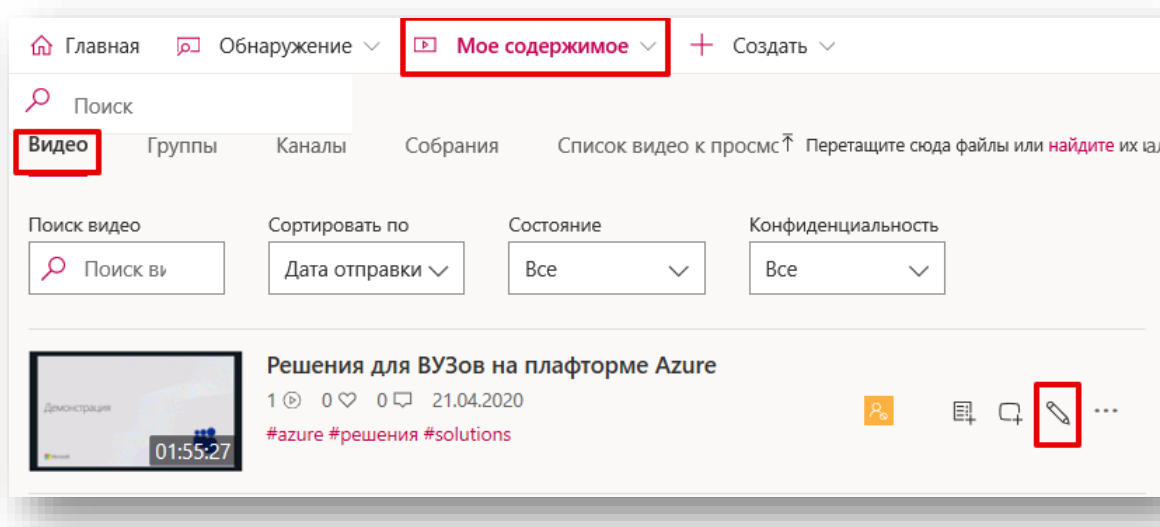 Главная Обнаружение Мое содержимое Создать
Поиск
Видео Группы Каналы Собрания Список видео к просмс Перетащите сюда файлы или найдите их
Поиск видео Сортировать по Состояние Конфиденциальность
Поиск ви Дата отправки Все Все
Решения для ВУЗов на плафторме Azure
1 0 0 21.04.2020
#azure #решения #solutions
Демонстрация
Microsoft
01:55:27